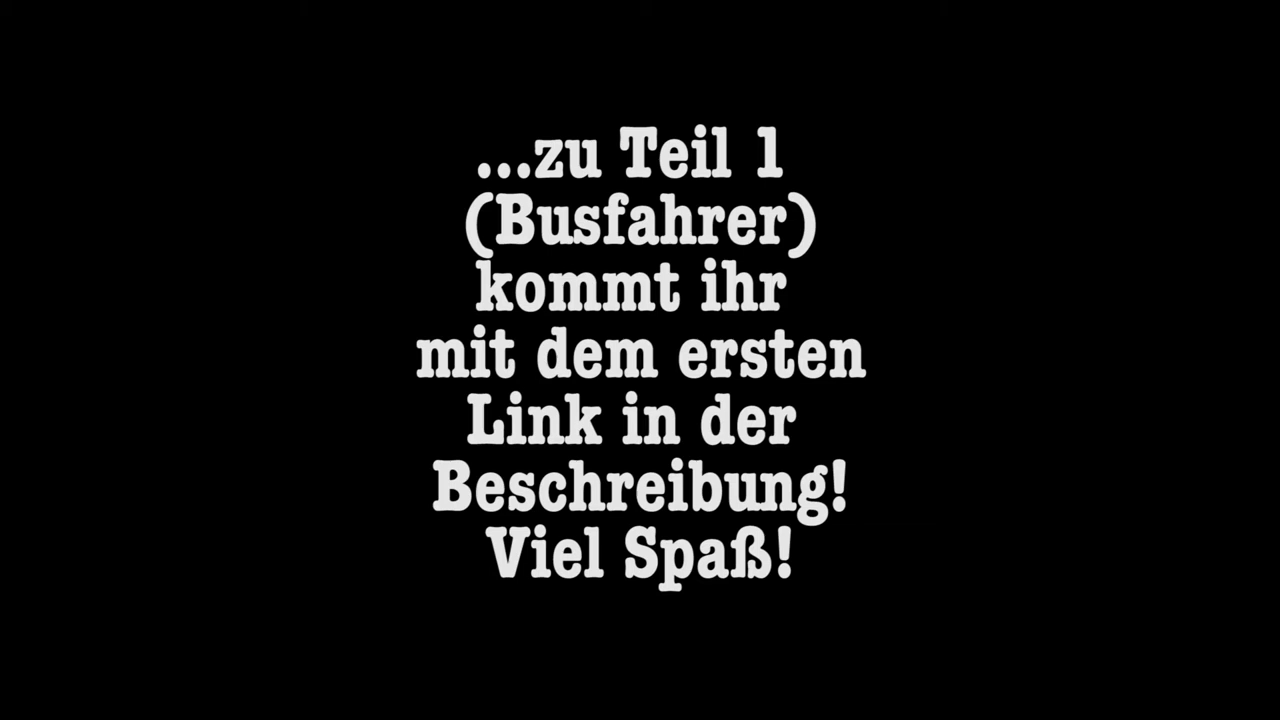 ...zu Teil 1
(Busfahrer)
kommt ihr
mit dem ersten
Link in der
Beschreibung!
Viel Spaß!